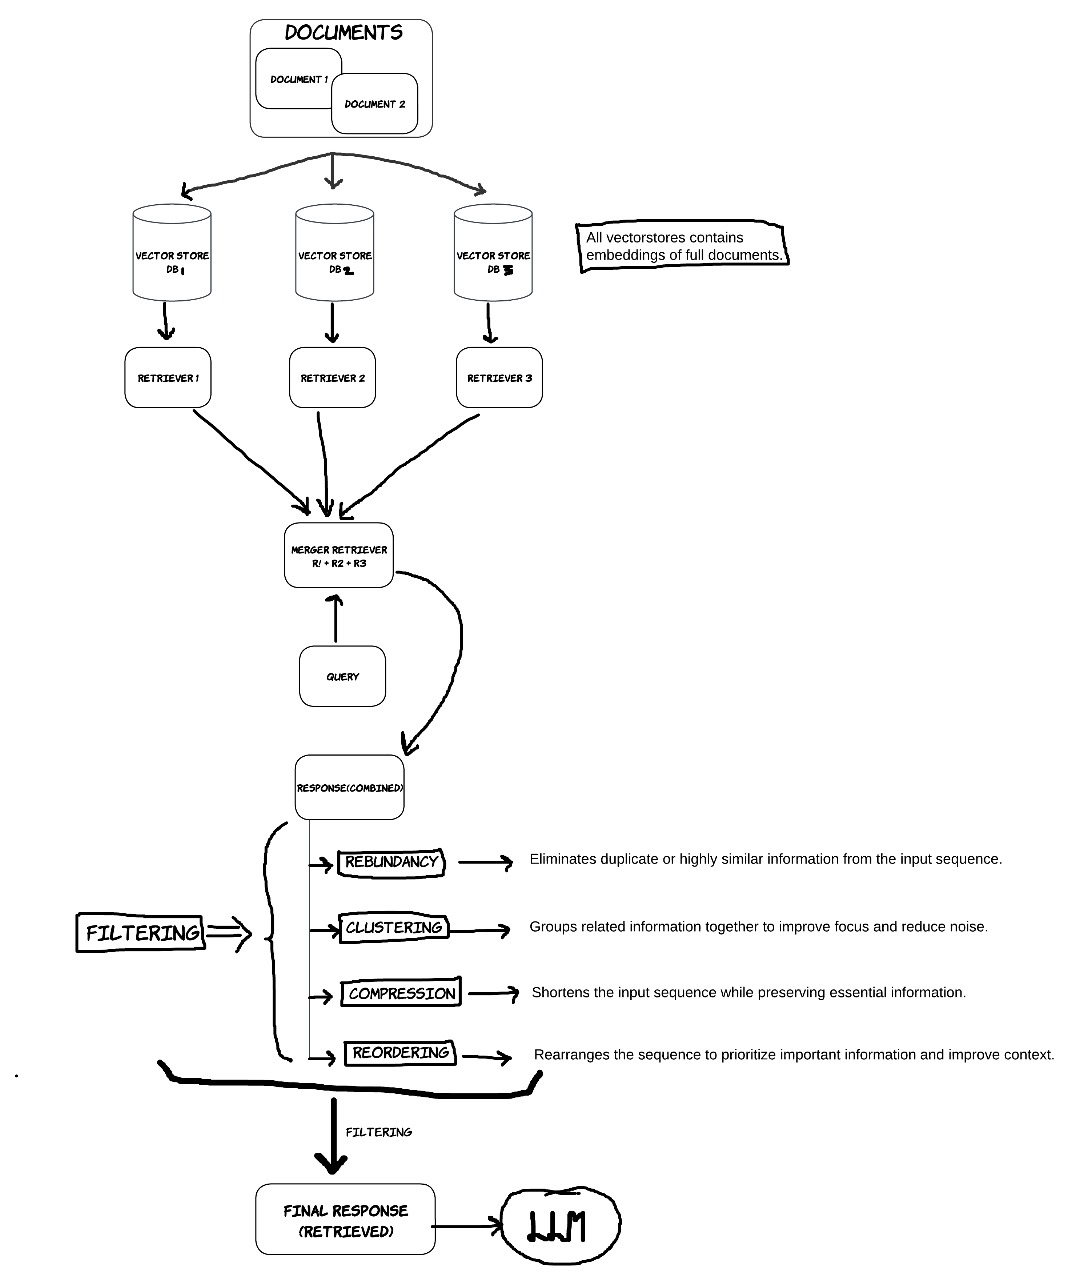 DOCUMENTS
DOCUMENT 1
DOCUMENT 2
VECTOR STORE
DB 1
VECTOR STORE
DB 2
VECTOR STORE
DB 3
All vectorstores contains
embeddings of full documents.
RETRIEVER 1
RETRIEVER 2
RETRIEVER 3
MERGER RETRIEVER
R1 + R2 + R3
QUERY
RESPONSE(COMBINED)
REBUNDANCY
Eliminates duplicate or highly similar information from the input sequence.
FILTERING
CLUSTERING
Groups related information together to improve focus and reduce noise.
COMPRESSION
Shortens the input sequence while preserving essential information.
REORDERING
Rearranges the sequence to prioritize important information and improve context.
FILTERING
FINAL RESPONSE
(RETRIEVED)
LLM